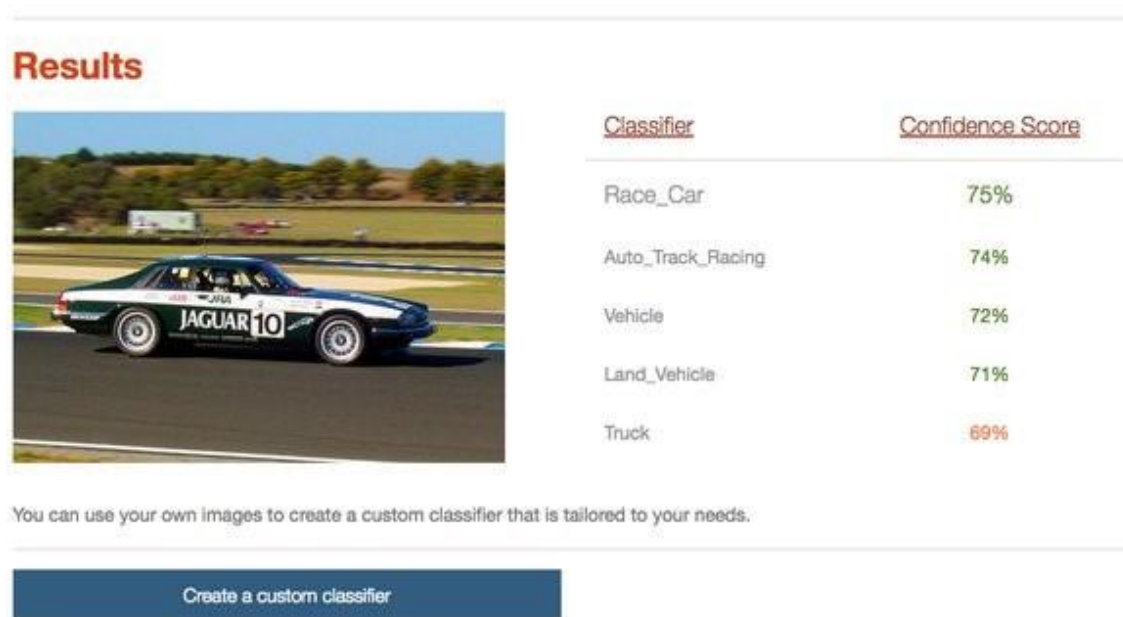 Results
Classifier Confidence Score
Race_Car 75%
Auto_Track_Racing 74%
Vehicle 72%
Land_Vehicle 71%
Truck 69%
JRA
JAGUAR 10
You can use your own images to create a custom classifier that is tailored to your needs.
Create a custom classifier